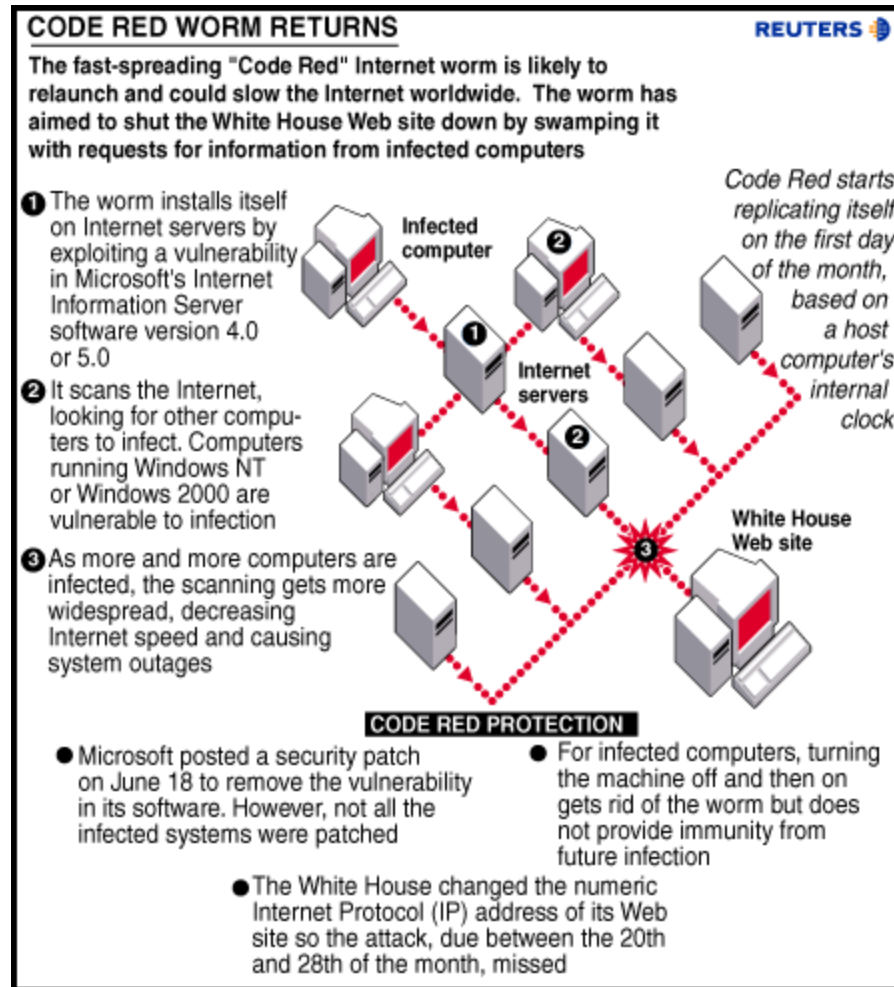 CODE RED WORM RETURNS
REUTERS
The fast-spreading "Code Red" Internet worm is likely to
relaunch and could slow the Internet worldwide. The worm has
aimed to shut the White House Web site down by swamping it
with requests for information from infected computers
1 The worm installs itself
on Internet servers by
exploiting a vulnerability
in Microsoft's Internet
Information Server
software version 4.0
or 5.0
2 It scans the Internet,
looking for other compu-
ters to infect. Computers
running Windows NT
or Windows 2000 are
vulnerable to infection
3 As more and more computers are
infected, the scanning gets more
widespread, decreasing
Internet speed and causing
system outages
Infected
computer
2
1
Internet
servers
2
Code Red starts
replicating itself
on the first day
of the month,
based on
a host
computer's
internal
clock
3
White House
Web site
CODE RED PROTECTION
● Microsoft posted a security patch
on June 18 to remove the vulnerability
in its software. However, not all the
infected systems were patched
● For infected computers, turning
the machine off and then on
gets rid of the worm but does
not provide immunity from
future infection
● The White House changed the numeric
Internet Protocol (IP) address of its Web
site so the attack, due between the 20th
and 28th of the month, missed